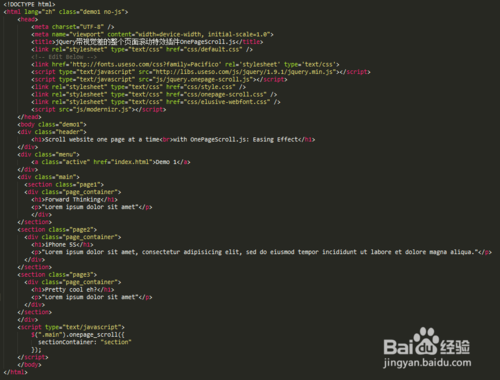 <!DOCTYPE html>
<html lang="zh" class="demo1 no-js">
<head>
<meta charset="UTF-8" />
<meta name="viewport" content="width=device-width, initial-scale=1.0">
<title>jQuery带视觉差的整个页面滚动特效插件OnePageScroll.js</title>
<link rel="stylesheet" type="text/css" href="css/default.css" />
<!-- Edit Below -->
<link href='http://fonts.useso.com/css?family=Pacifico' rel='stylesheet' type='text/css'>
<script type="text/javascript" src="http://libs.useso.com/js/jquery/1.9.1/jquery.min.js"></script>
<script type="text/javascript" src="js/jquery.onepage-scroll.js"></script>
<link rel="stylesheet" type="text/css" href="css/style.css" />
<link rel="stylesheet" type="text/css" href="css/onepage-scroll.css" />
<link rel="stylesheet" type="text/css" href="css/elusive-webfont.css" />
<script src="js/modernizr.js"></script>
</head>
<body class="demo1">
<div class="header">
<h1>Scroll website one page at a time<br>with OnePageScroll.js: Easing Effect</h1>
</div>
<div class="menu">
<a class="active" href="index.html">Demo 1</a>
</div>
<div class="main">
<section class="page1">
<div class="page_container">
<h1>Forward Thinking</h1>
<p>"Lorem ipsum dolor sit amet"</p>
</div>
</section>
<section class="page2">
<div class="page_container">
<h1>iPhone 5S</h1>
<p>"Lorem ipsum dolor sit amet, consectetur adipisicing elit, sed do eiusmod tempor incididunt ut labore et dolore magna aliqua."</p>
</div>
</section>
<section class="page3">
<div class="page_container">
<h1>Pretty cool eh?</h1>
<p>"Lorem ipsum dolor sit amet"</p>
</div>
</section>
</div>
<script type="text/javascript">
$(".main").onepage_scroll({
sectionContainer: "section"
});
</script>
</body>
</html>
Baidu经验
jingyan.baidu.com